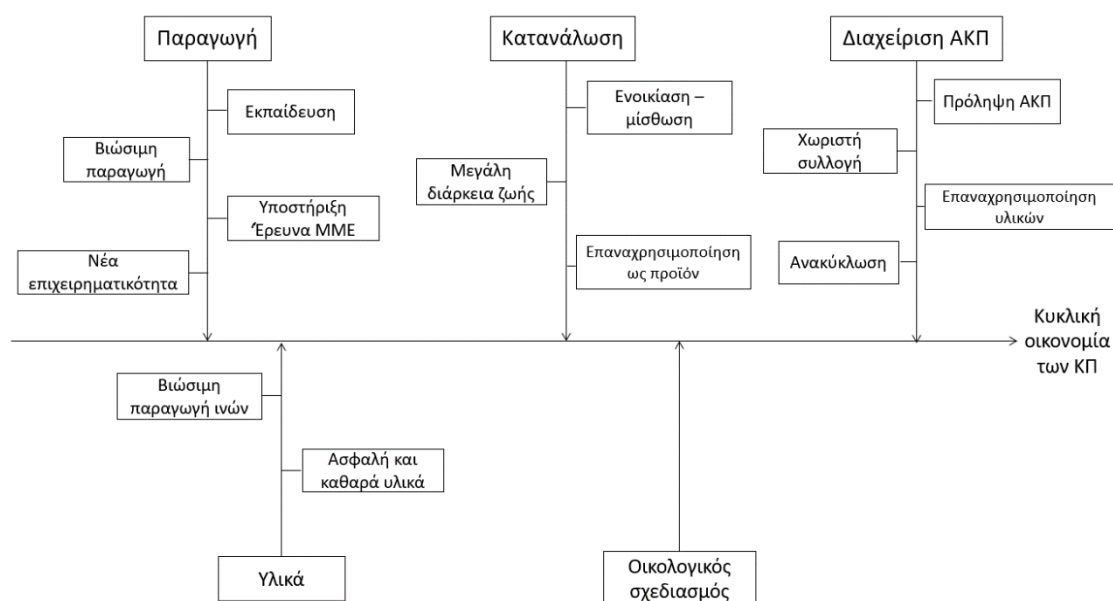 Παραγωγή
Κατανάλωση
Διαχείριση ΑΚΠ
Εκπαίδευση
Βιώσιμη
παραγωγή
Υποστήριξη
Έρευνα ΜΜΕ
Νέα
επιχειρηματικότητα
Ενοικίαση –
μίσθωση
Μεγάλη
διάρκεια ζωής
Επαναχρησιμοποίηση
ως προϊόν
Πρόληψη ΑΚΠ
Χωριστή
συλλογή
Επαναχρησιμοποίηση
υλικών
Ανακύκλωση
Κυκλική
οικονομία
των ΚΠ
Βιώσιμη
παραγωγή ινών
Ασφαλή και
καθαρά υλικά
Υλικά
Οικολογικός
σχεδιασμός